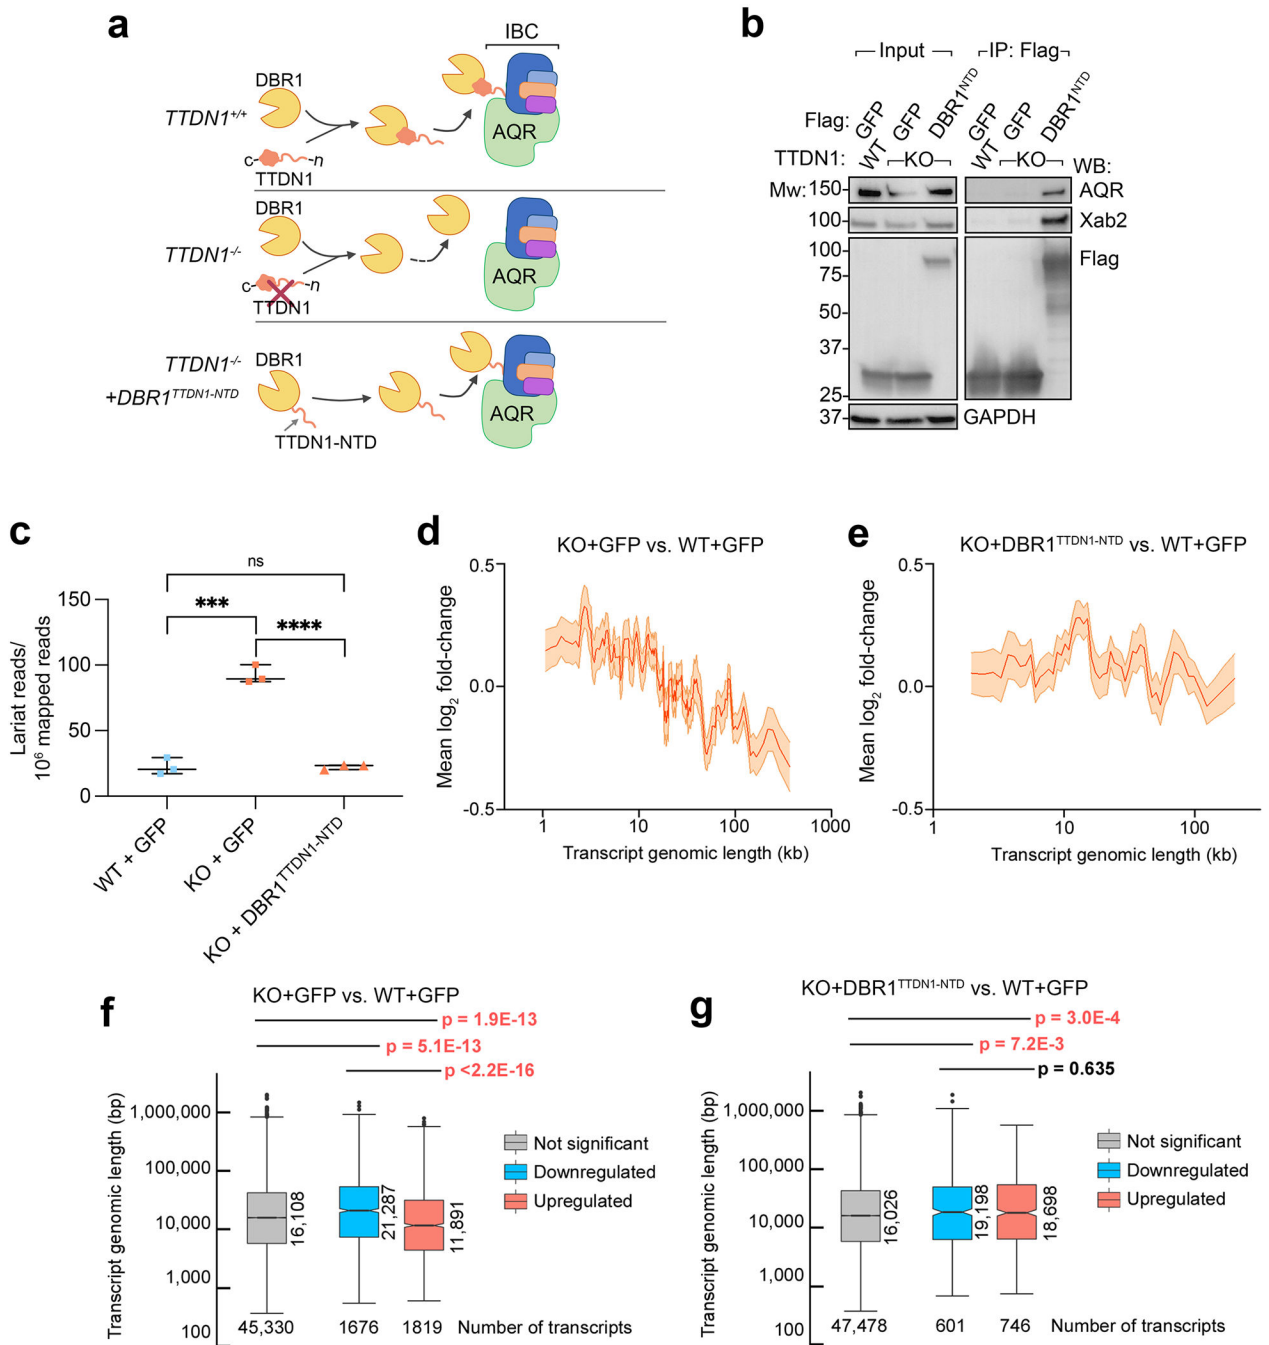 a
IBC
DBR1
TTDN1+/+
AQR
c- -n
TTDN1
DBR1
TTDN1-/-
AQR
c- -n
TTDN1
TTDN1-/-
+DBR1TTDN1-NTD
DBR1
AQR
TTDN1-NTD
b
Input
IP: Flag
Flag: GFP GFP DBR1NTD GFP GFP DBR1NTD
TTDN1: WT KO WT KO WB:
Mw: 150 AQR
100 Xab2
100 Flag
75
50
37
25
37 GAPDH
c
ns
***
****
Lariat reads/
10⁶ mapped reads
150
100
50
0
WT + GFP
KO + GFP
KO + DBR1TTDN1-NTD
d
KO+GFP vs. WT+GFP
Mean log₂ fold-change
0.5
0.0
-0.5
1 10 100 1000
Transcript genomic length (kb)
e
KO+DBR1TTDN1-NTD vs. WT+GFP
Mean log₂ fold-change
0.5
0.0
-0.5
1 10 100
Transcript genomic length (kb)
f
KO+GFP vs. WT+GFP
p = 1.9E-13
p = 5.1E-13
p <2.2E-16
Transcript genomic length (bp)
1,000,000
100,000
10,000
1,000
100
16,108
21,287
11,891
Not significant
Downregulated
Upregulated
45,330 1676 1819 Number of transcripts
g
KO+DBR1TTDN1-NTD vs. WT+GFP
p = 3.0E-4
p = 7.2E-3
p = 0.635
Transcript genomic length (bp)
1,000,000
100,000
10,000
1,000
100
16,026
19,198
18,698
Not significant
Downregulated
Upregulated
47,478 601 746 Number of transcripts